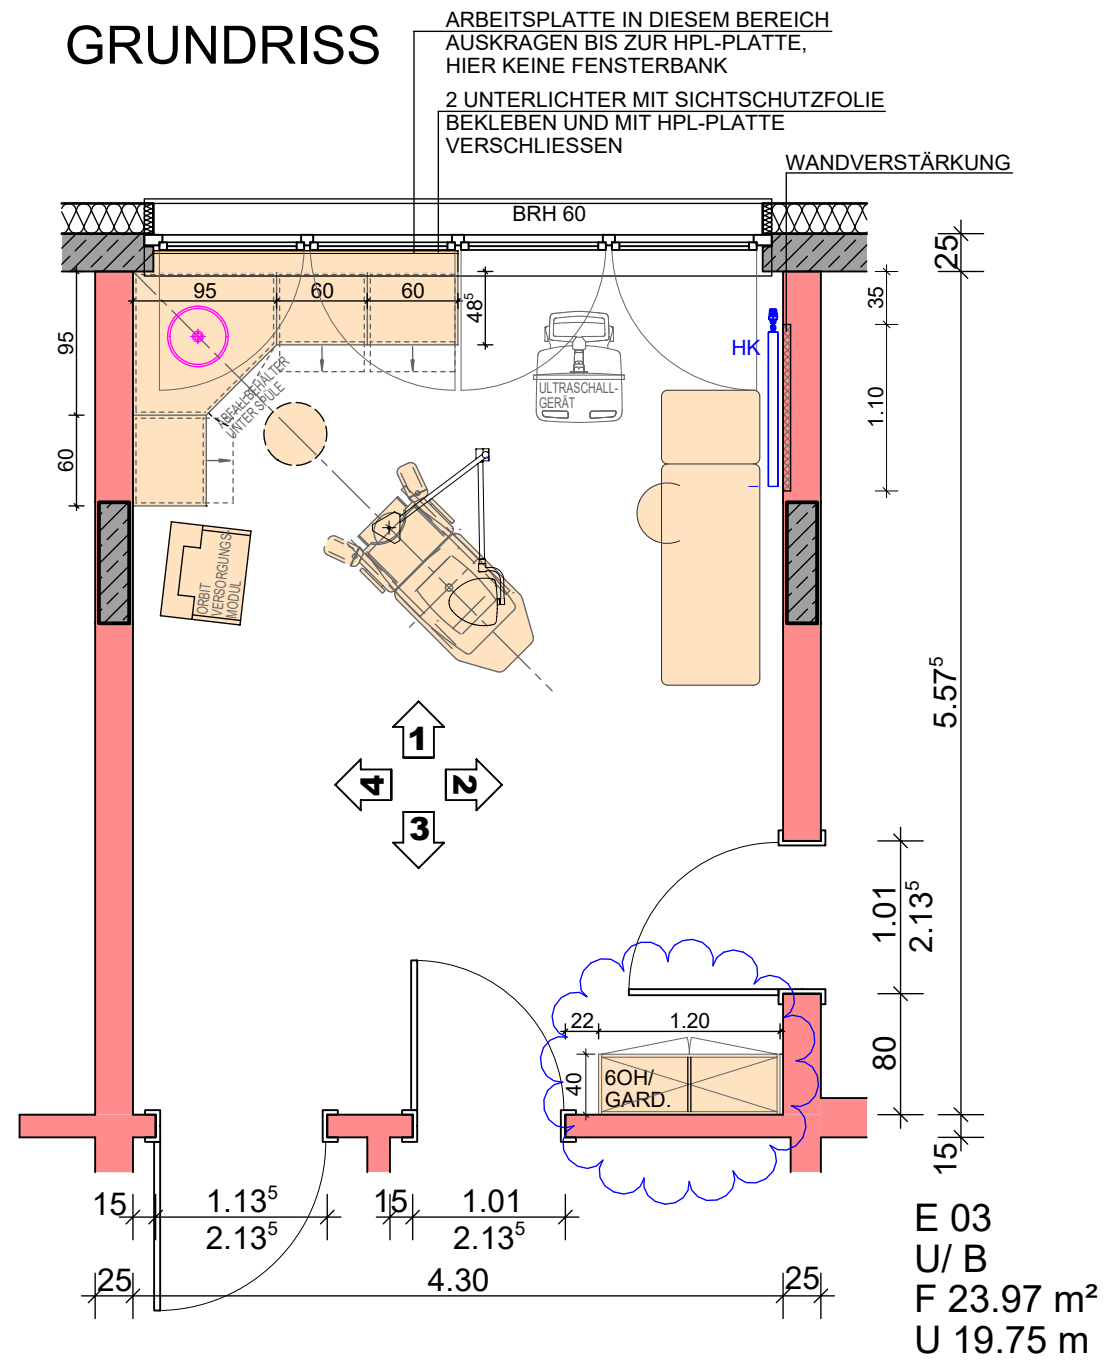 GRUNDRISS
ARBEITSPLATTE IN DIESEM BEREICH
AUSKRAGEN BIS ZUR HPL-PLATTE,
HIER KEINE FENSTERBANK
2 UNTERLICHTER MIT SICHTSCHUTZFOLIE
BEKLEBEN UND MIT HPL-PLATTE
VERSCHLIESSEN
WANDVERSTÄRKUNG
BRH 60
25
95
60
60
48⁵
35
95
HK
ULTRASCHALL-
GERÄT
ABFALLBEHÄLTER
UNTER SPÜLE
1.10
60
ORBIT
VERSORGUNGS-
MODUL
5.57⁵
1
4
2
3
1.01
2.13⁵
22
1.20
40
6OH/
GARD.
80
15
15
1.13⁵
2.13⁵
15
1.01
2.13⁵
25
4.30
25
E 03
U/ B
F 23.97 m²
U 19.75 m